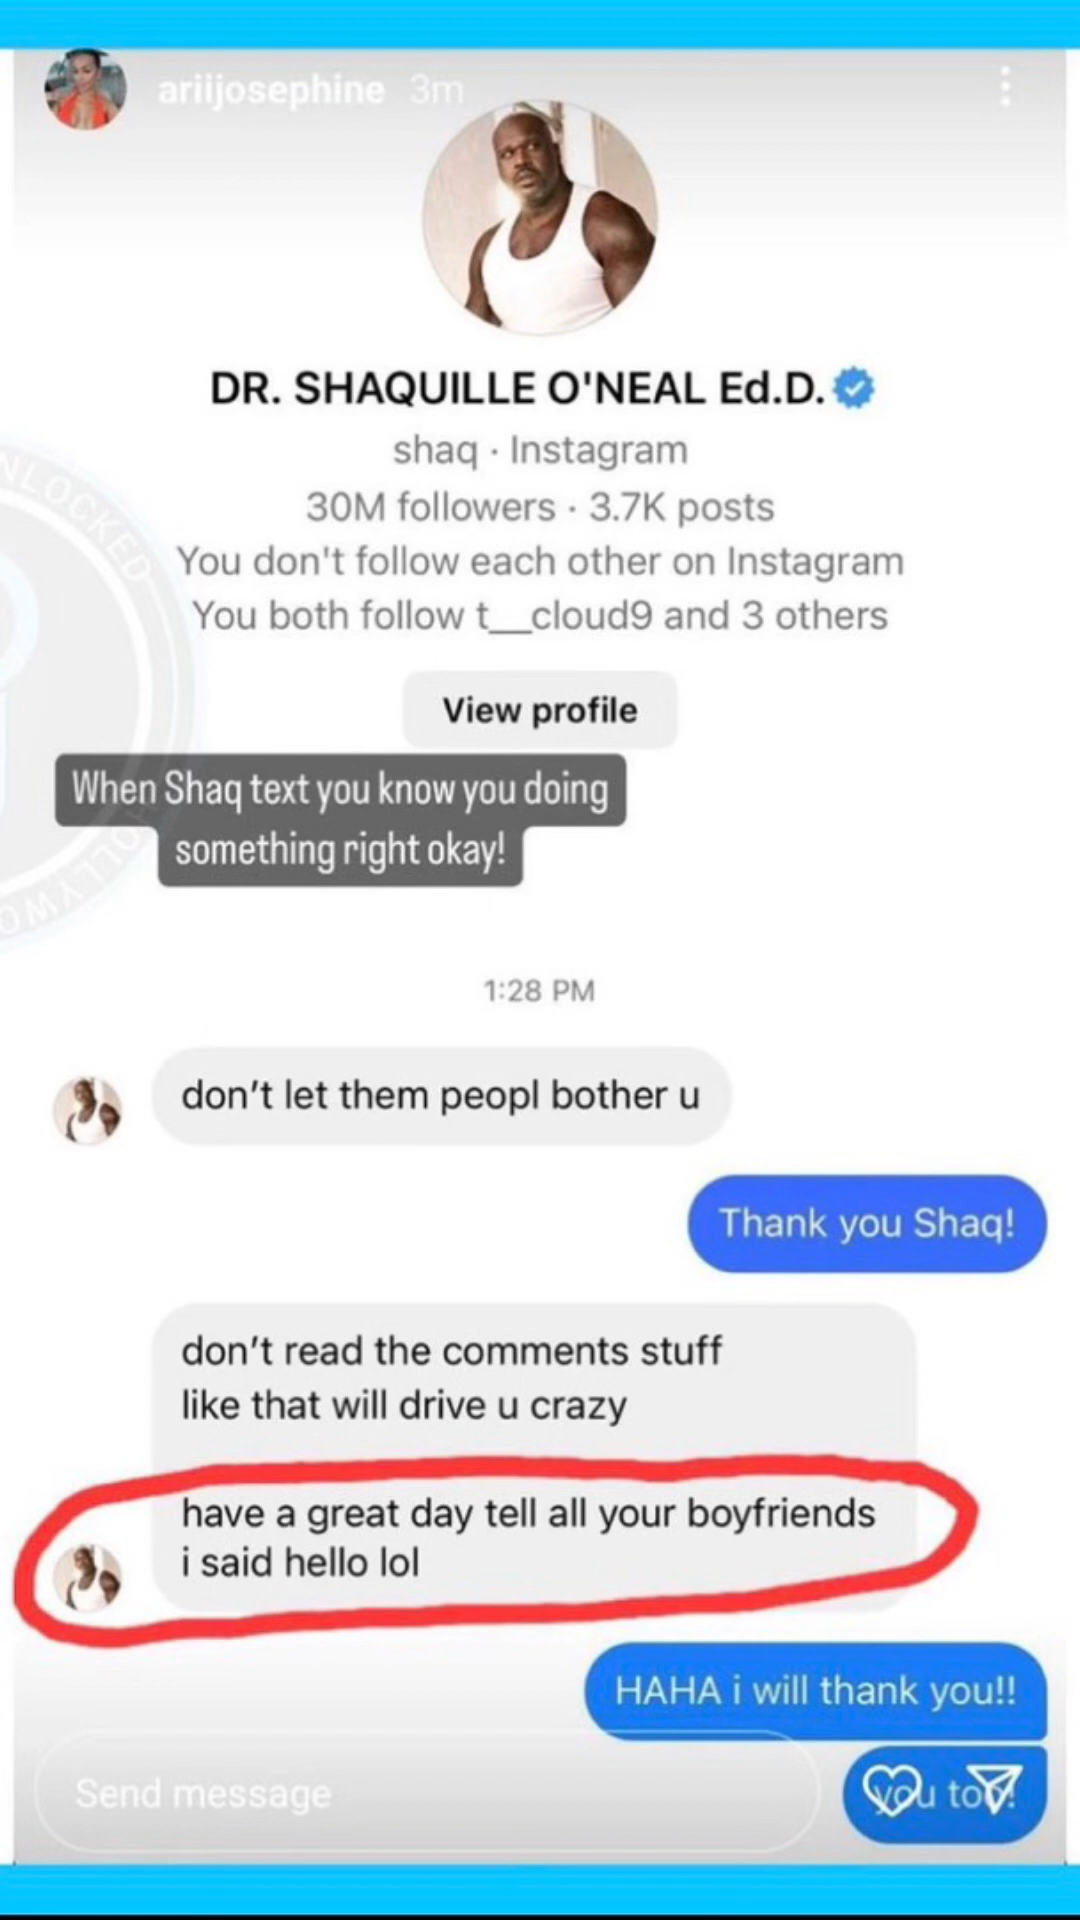 ariijosephine 3m
DR. SHAQUILLE O'NEAL Ed.D.
shaq · Instagram
30M followers · 3.7K posts
You don't follow each other on Instagram
You both follow t__cloud9 and 3 others
View profile
NLOCKED
OLLYWO
When Shaq text you know you doing
something right okay!
1:28 PM
don't let them peopl bother u
Thank you Shaq!
don't read the comments stuff
like that will drive u crazy
have a great day tell all your boyfriends
i said hello lol
HAHA i will thank you!!
Send message
you too!